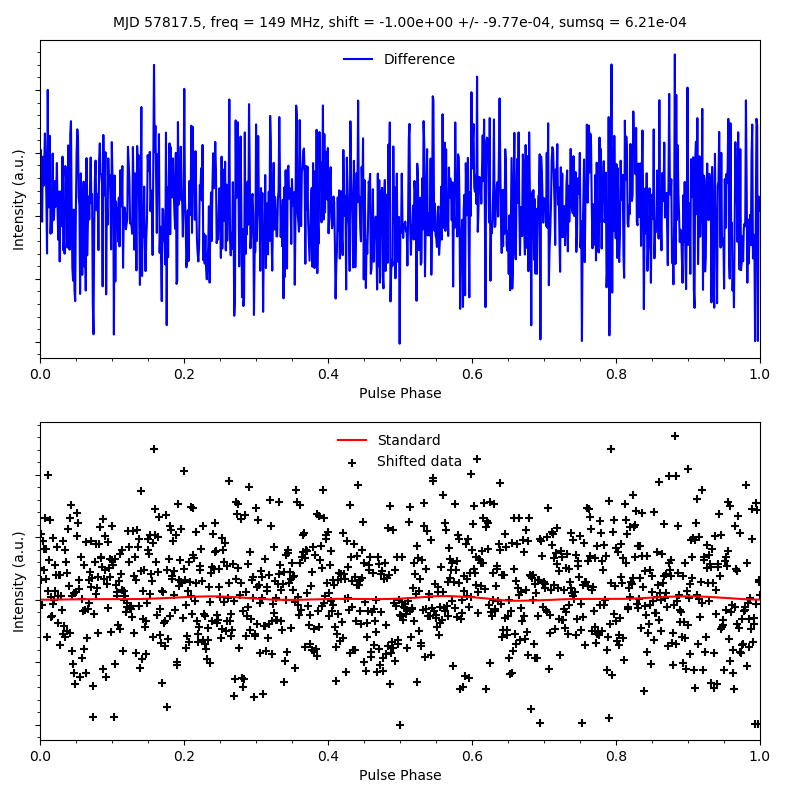 MJD 57817.5, freq = 149 MHz, shift = -1.00e+00 +/- -9.77e-04, sumsq = 6.21e-04
Difference
Intensity (a.u.)
0.0 0.2 0.4 0.6 0.8 1.0
Pulse Phase
Standard
Shifted data
Intensity (a.u.)
0.0 0.2 0.4 0.6 0.8 1.0
Pulse Phase